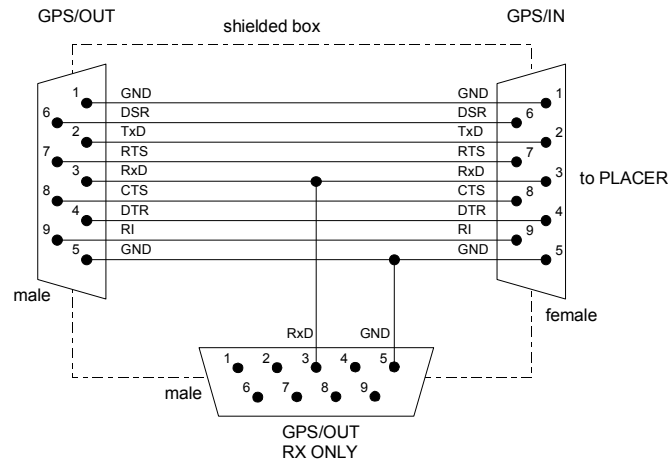 GPS/OUT
GPS/IN
shielded box
1 GND GND 1
6 DSR DSR 6
2 TxD TxD 2
7 RTS RTS 7
3 RxD RxD 3
to PLACER
8 CTS CTS 8
4 DTR DTR 4
9 RI RI 9
5 GND GND 5
male
female
RxD GND
1 2 3 4 5
male
6 7 8 9
GPS/OUT
RX ONLY